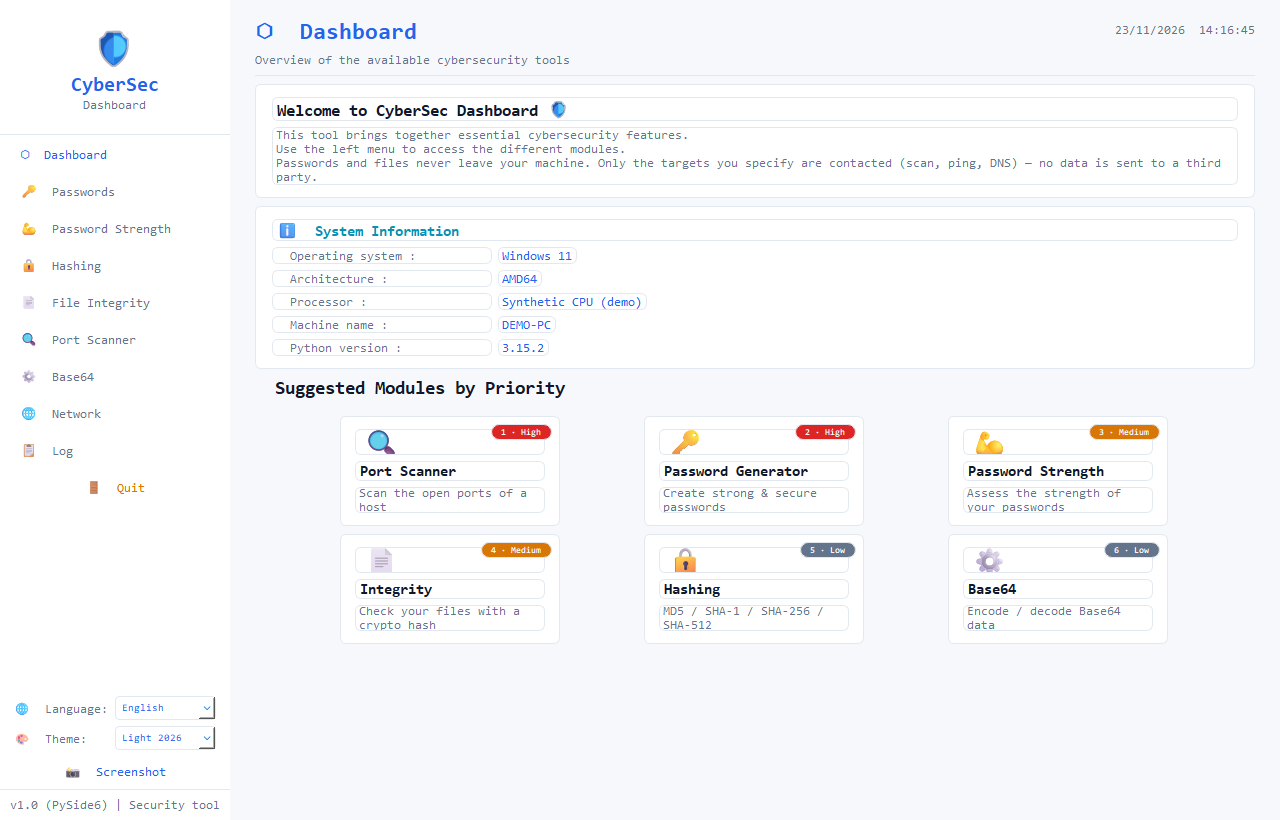 CyberSec
Dashboard
Dashboard
Passwords
Password Strength
Hashing
File Integrity
Port Scanner
Base64
Network
Log
Quit
Language: English
Theme: Light 2026
Screenshot
v1.0 (PySide6) | Security tool
Dashboard
23/11/2026 14:16:45
Overview of the available cybersecurity tools
Welcome to CyberSec Dashboard
This tool brings together essential cybersecurity features.
Use the left menu to access the different modules.
Passwords and files never leave your machine. Only the targets you specify are contacted (scan, ping, DNS) — no data is sent to a third
party.
System Information
Operating system : Windows 11
Architecture : AMD64
Processor : Synthetic CPU (demo)
Machine name : DEMO-PC
Python version : 3.15.2
Suggested Modules by Priority
1 · High
Port Scanner
Scan the open ports of a
host
2 · High
Password Generator
Create strong & secure
passwords
3 · Medium
Password Strength
Assess the strength of
your passwords
4 · Medium
Integrity
Check your files with a
crypto hash
5 · Low
Hashing
MD5 / SHA-1 / SHA-256 /
SHA-512
6 · Low
Base64
Encode / decode Base64
data